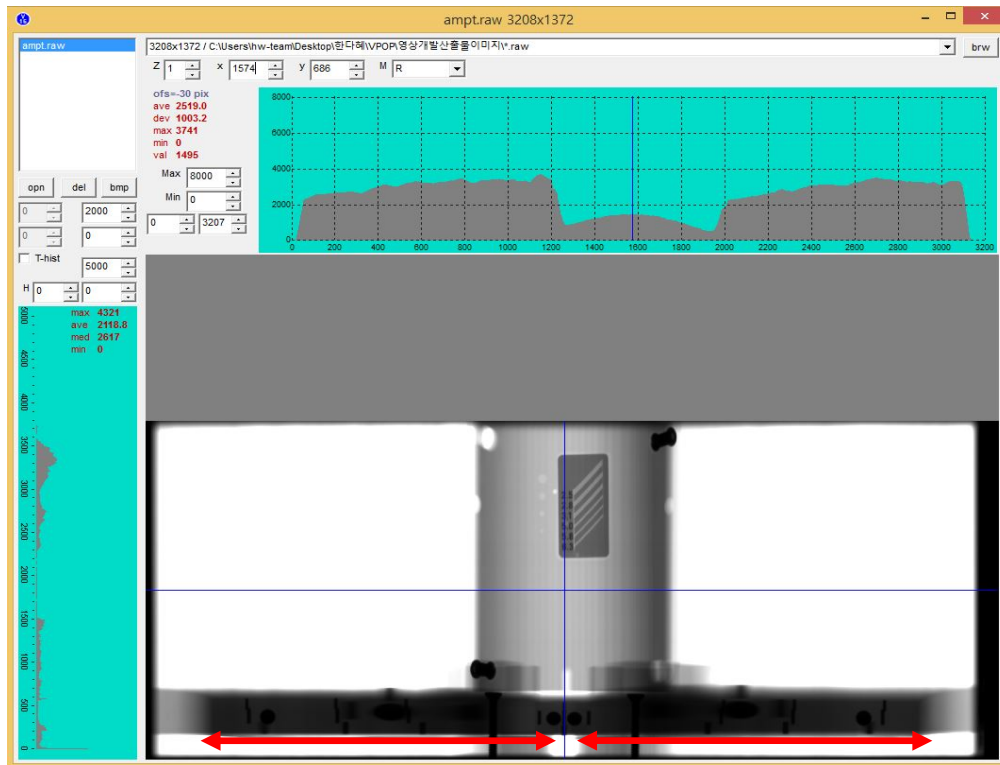 ampt.raw 3208x1372
ampt.raw
3208x1372 / C:\Users\hw-team\Desktop\한다혜\VPOP\영상개발산출물이미지\*.raw
brw
Z 1 x 1574 y 686 M R
ofs=-30 pix
ave 2519.0
dev 1003.2
max 3741
min 0
val 1495
Max 8000
Min 0
0 3207
8000
6000
4000
2000
0
0 200 400 600 800 1000 1200 1400 1600 1800 2000 2200 2400 2600 2800 3000 3200
opn del bmp
0 2000
0 0
T-hist 5000
H 0 0
max 4321
ave 2118.8
med 2617
min 0
5000
4500
4000
3500
3000
2500
2000
1500
1000
500
0